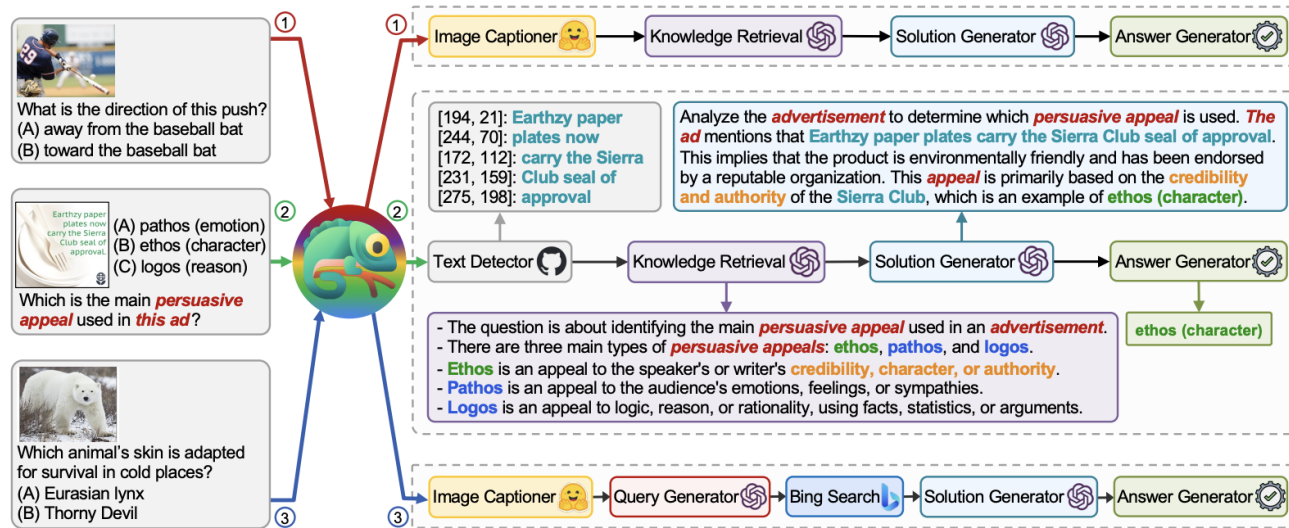 ①
29
What is the direction of this push?
(A) away from the baseball bat
(B) toward the baseball bat
②
Earthzy paper
plates now
carry the Sierra
Club seal of
approval.
(A) pathos (emotion)
(B) ethos (character)
(C) logos (reason)
Which is the main persuasive
appeal used in this ad?
Which animal's skin is adapted
for survival in cold places?
(A) Eurasian lynx
(B) Thorny Devil
③
①
Image Captioner
Knowledge Retrieval
Solution Generator
Answer Generator
②
[194, 21]: Earthzy paper
[244, 70]: plates now
[172, 112]: carry the Sierra
[231, 159]: Club seal of
[275, 198]: approval
Analyze the advertisement to determine which persuasive appeal is used. The
ad mentions that Earthzy paper plates carry the Sierra Club seal of approval.
This implies that the product is environmentally friendly and has been endorsed
by a reputable organization. This appeal is primarily based on the credibility
and authority of the Sierra Club, which is an example of ethos (character).
Text Detector
Knowledge Retrieval
Solution Generator
Answer Generator
- The question is about identifying the main persuasive appeal used in an advertisement.
- There are three main types of persuasive appeals: ethos, pathos, and logos.
- Ethos is an appeal to the speaker's or writer's credibility, character, or authority.
- Pathos is an appeal to the audience's emotions, feelings, or sympathies.
- Logos is an appeal to logic, reason, or rationality, using facts, statistics, or arguments.
ethos (character)
③
Image Captioner
Query Generator
Bing Search
Solution Generator
Answer Generator